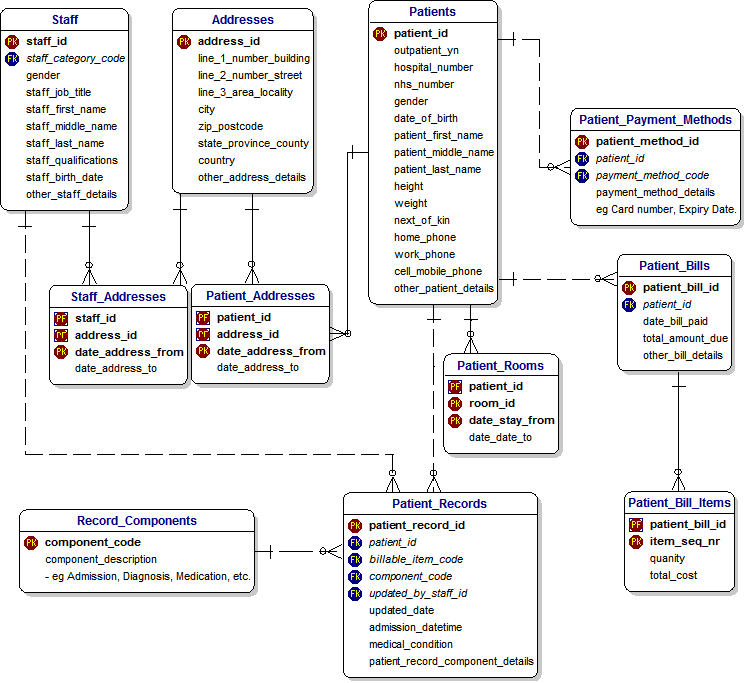 Staff
PK staff_id
FK staff_category_code
gender
staff_job_title
staff_first_name
staff_middle_name
staff_last_name
staff_qualifications
staff_birth_date
other_staff_details
Addresses
PK address_id
line_1_number_building
line_2_number_street
line_3_area_locality
city
zip_postcode
state_province_county
country
other_address_details
Patients
PK patient_id
outpatient_yn
hospital_number
nhs_number
gender
date_of_birth
patient_first_name
patient_middle_name
patient_last_name
height
weight
next_of_kin
home_phone
work_phone
cell_mobile_phone
other_patient_details
Patient_Payment_Methods
PK patient_method_id
FK patient_id
FK payment_method_code
payment_method_details
eg Card number, Expiry Date.
Staff_Addresses
PF staff_id
PF address_id
PK date_address_from
date_address_to
Patient_Addresses
PF patient_id
PF address_id
PK date_address_from
date_address_to
Patient_Bills
PK patient_bill_id
FK patient_id
date_bill_paid
total_amount_due
other_bill_details
Patient_Rooms
PF patient_id
PK room_id
PK date_stay_from
date_date_to
Record_Components
PK component_code
component_description
- eg Admission, Diagnosis, Medication, etc.
Patient_Records
PK patient_record_id
FK patient_id
FK billable_item_code
FK component_code
FK updated_by_staff_id
updated_date
admission_datetime
medical_condition
patient_record_component_details
Patient_Bill_Items
PF patient_bill_id
PK item_seq_nr
quanity
total_cost